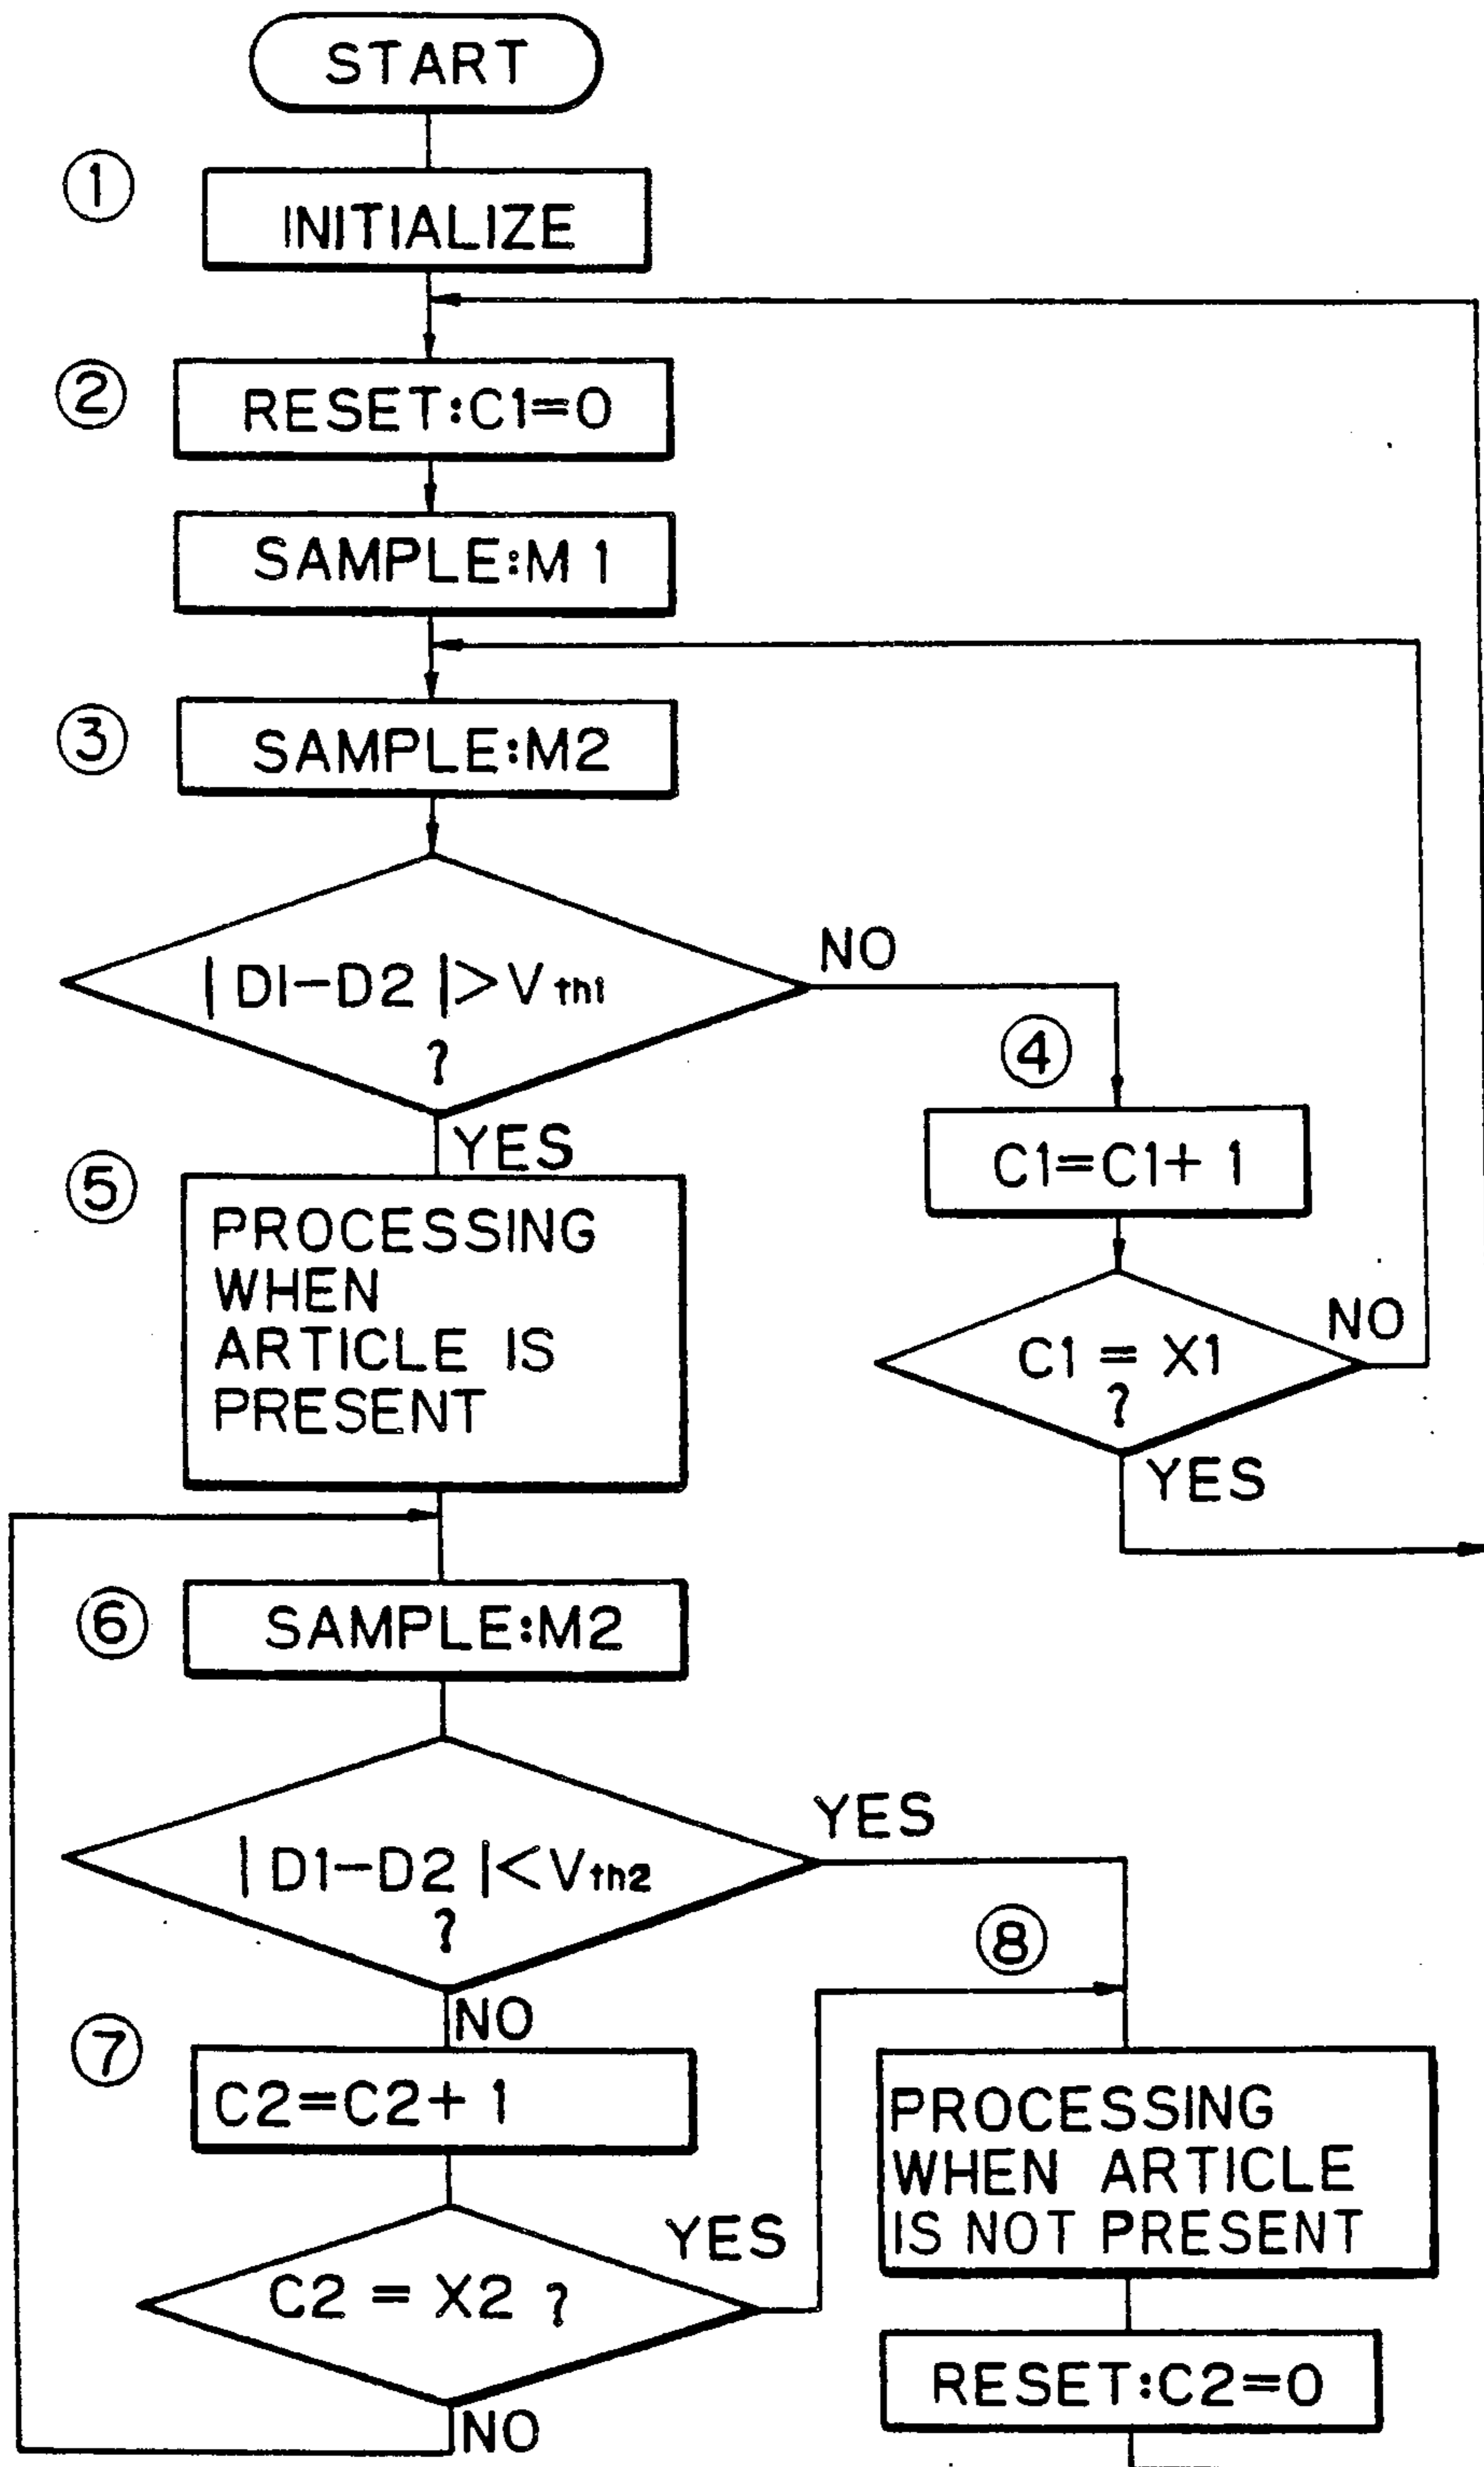 START
①
INITIALIZE
②
RESET:C1=0
SAMPLE:M1
③
SAMPLE:M2
|D1-D2|>Vth1
?
NO
YES
④
C1=C1+1
C1=X1
?
NO
YES
⑤
PROCESSING
WHEN
ARTICLE IS
PRESENT
⑥
SAMPLE:M2
|D1-D2|<Vth2
?
YES
NO
⑦
C2=C2+1
C2=X2?
YES
NO
⑧
PROCESSING
WHEN ARTICLE
IS NOT PRESENT
RESET:C2=0